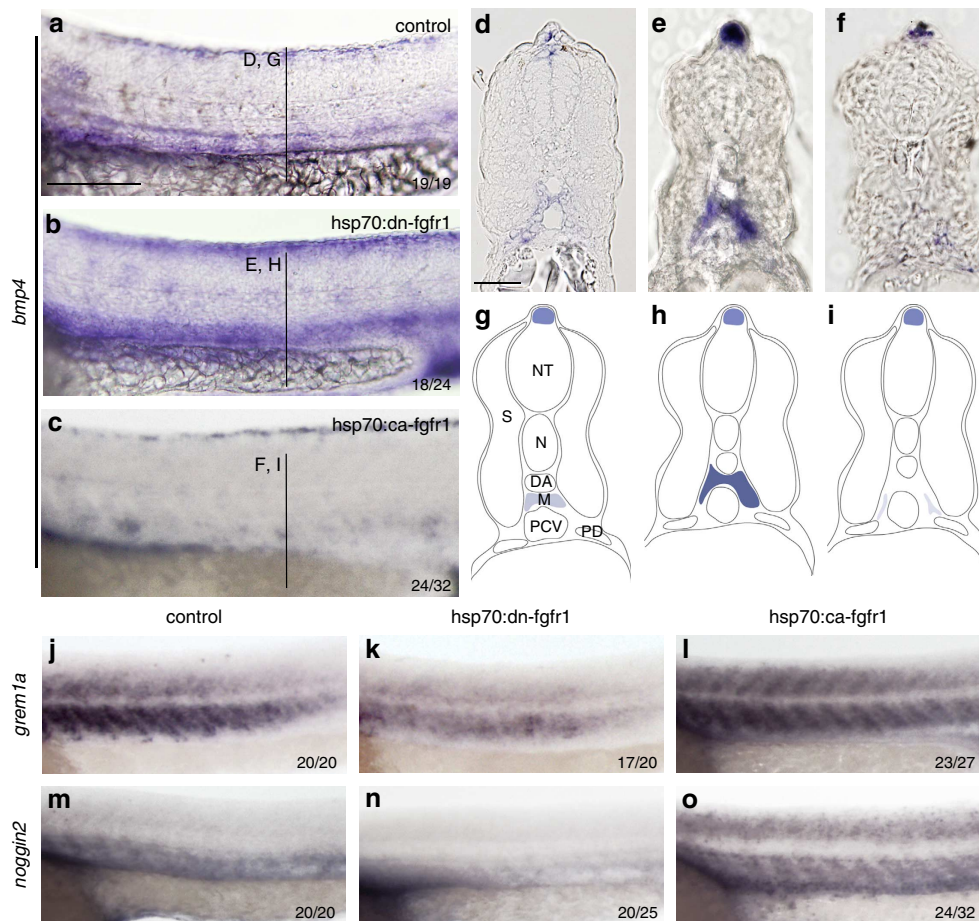 a
control
D, G
19/19
b
hsp70:dn-fgfr1
E, H
18/24
c
hsp70:ca-fgfr1
F, I
24/32
bmp4
d
e
f
g
NT
S
N
DA
M
PCV
PD
h
i
control
hsp70:dn-fgfr1
hsp70:ca-fgfr1
grem1a
j
20/20
k
17/20
l
23/27
noggin2
m
20/20
n
20/25
o
24/32